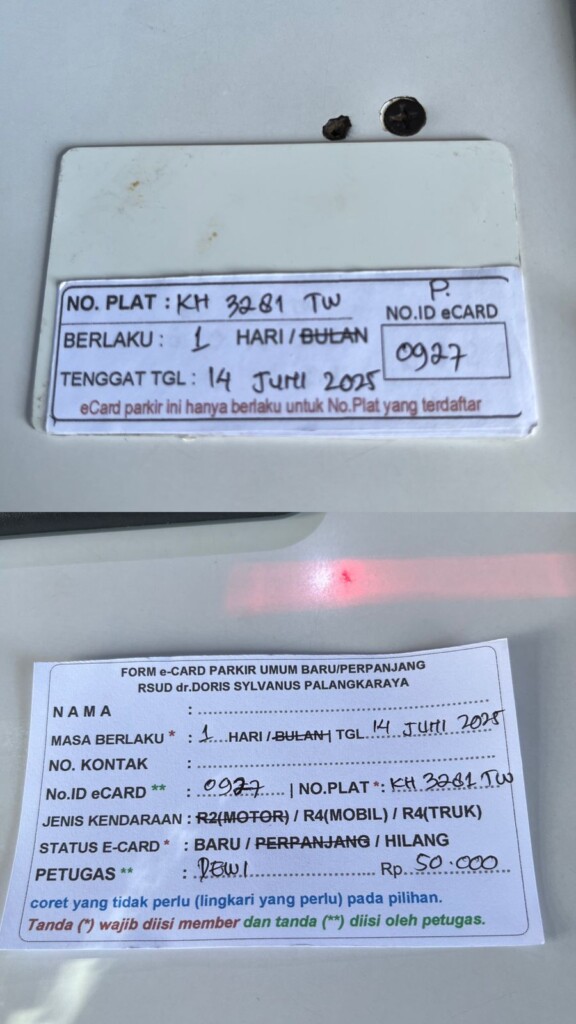 NO. PLAT : KH 3281 TW
P.
NO.ID eCARD
BERLAKU : 1 HARI / BULAN
0927
TENGGAT TGL : 14 JUNI 2025
eCard parkir ini hanya berlaku untuk No.Plat yang terdaftar
FORM e-CARD PARKIR UMUM BARU/PERPANJANG
RSUD dr.DORIS SYLVANUS PALANGKARAYA
NAMA :
MASA BERLAKU * : 1 HARI / BULAN | TGL 14 JUNI 2025
NO. KONTAK :
No.ID eCARD ** : 0927 | NO.PLAT *: KH 3281 TW
JENIS KENDARAAN : R2(MOTOR) / R4(MOBIL) / R4(TRUK)
STATUS E-CARD * : BARU / PERPANJANG / HILANG
PETUGAS ** : DEWI Rp. 50.000
coret yang tidak perlu (lingkari yang perlu) pada pilihan.
Tanda (*) wajib diisi member dan tanda (**) diisi oleh petugas.